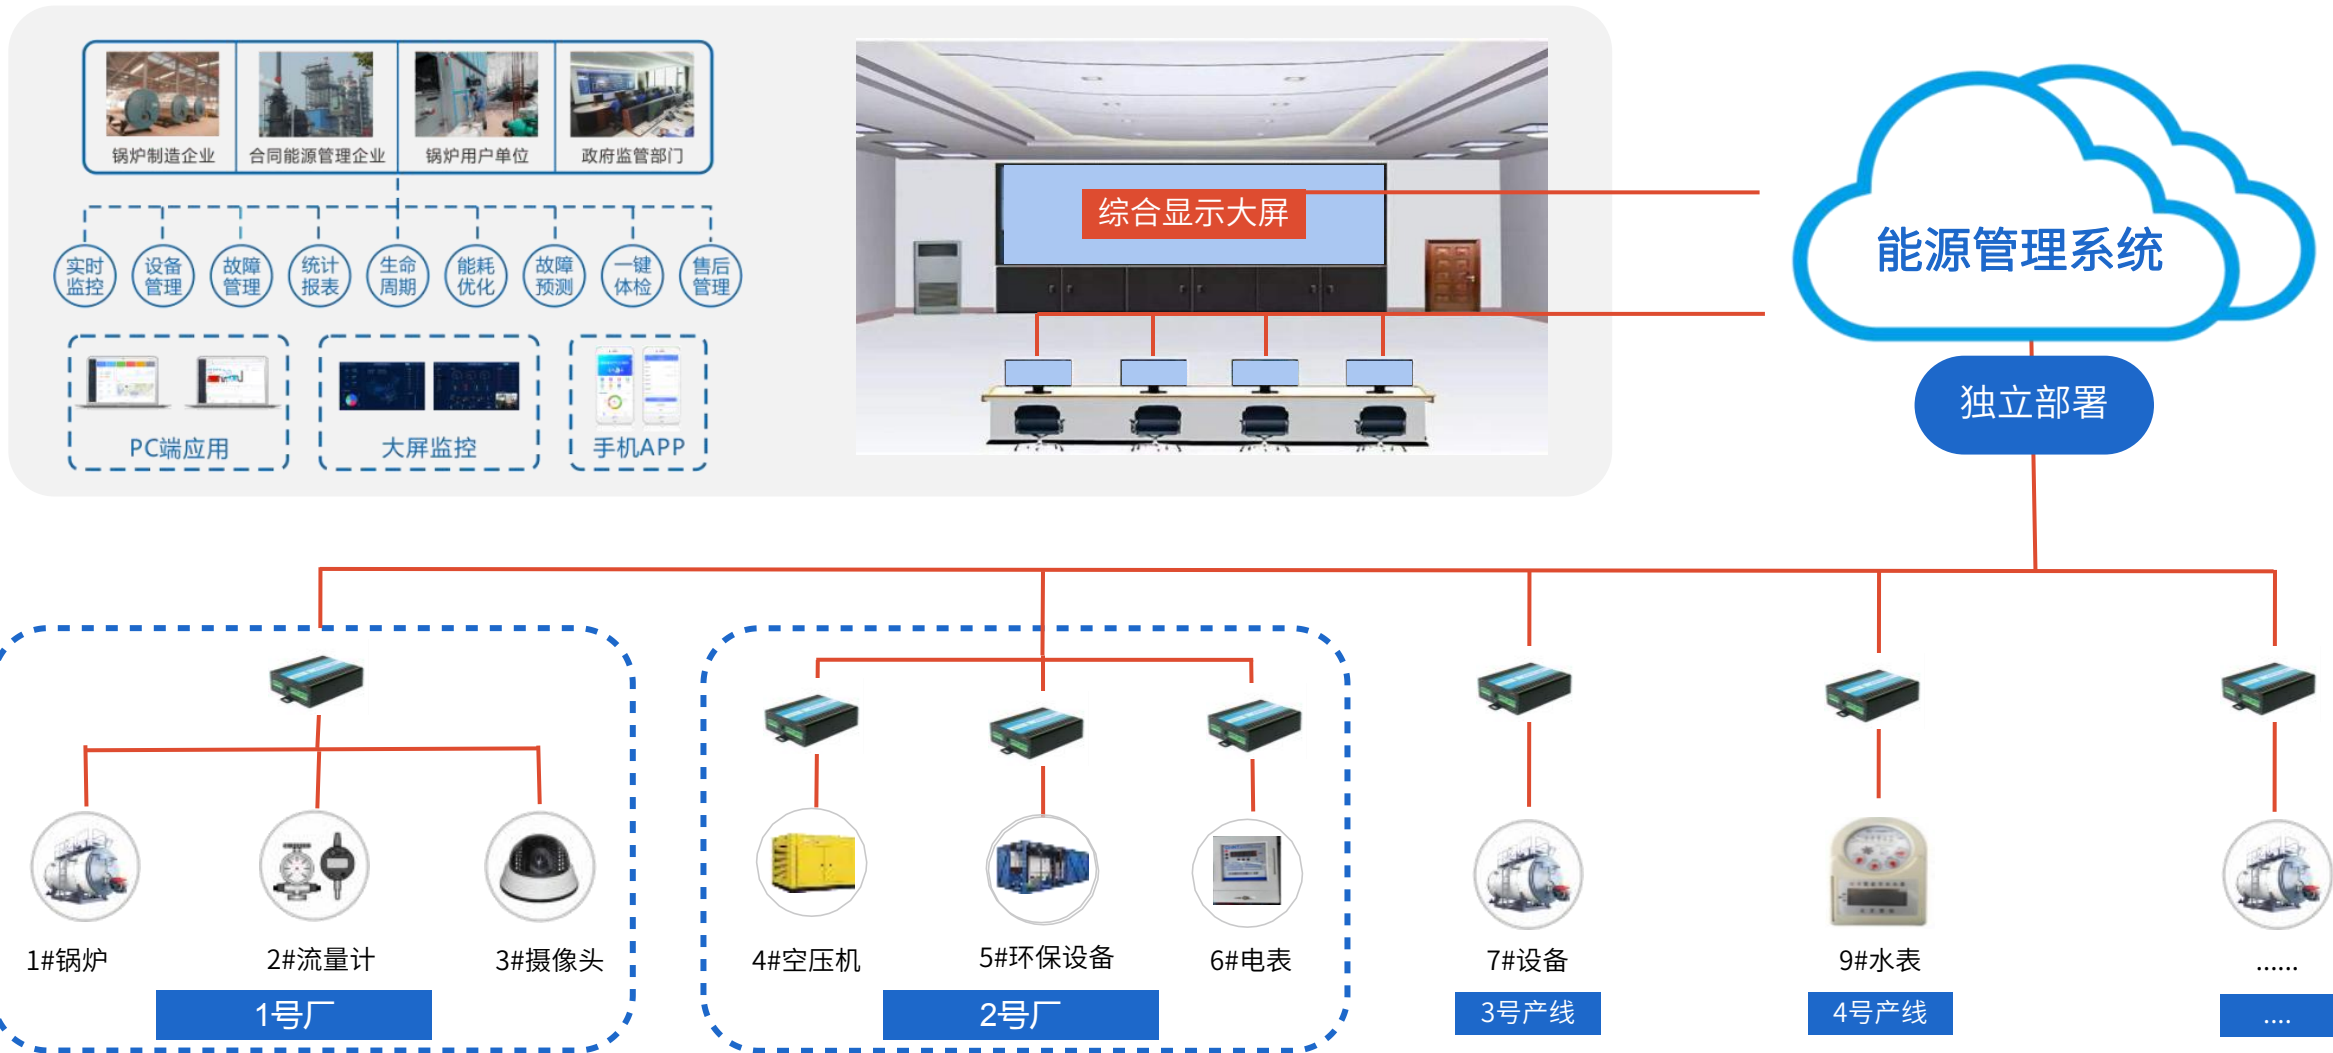 锅炉制造企业
合同能源管理企业
锅炉用户单位
政府监管部门
实时
监控
设备
管理
故障
管理
统计
报表
生命
周期
能耗
优化
故障
预测
一键
体检
售后
管理
PC端应用
大屏监控
手机APP
综合显示大屏
能源管理系统
独立部署
1#锅炉
2#流量计
3#摄像头
4#空压机
5#环保设备
6#电表
7#设备
9#水表
......
1号厂
2号厂
3号产线
4号产线
....